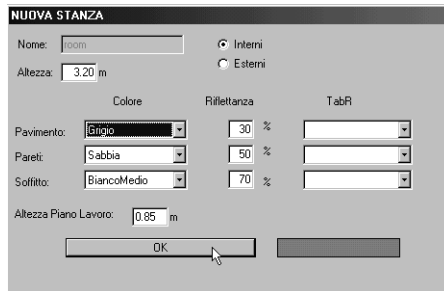 NUOVA STANZA
Nome: room
Interni
Altezza: 3.20 m
Esterni
Colore Riflettanza TabR
Pavimento: Grigio 30 %
Pareti: Sabbia 50 %
Soffitto: BiancoMedio 70 %
Altezza Piano Lavoro: 0.85 m
OK